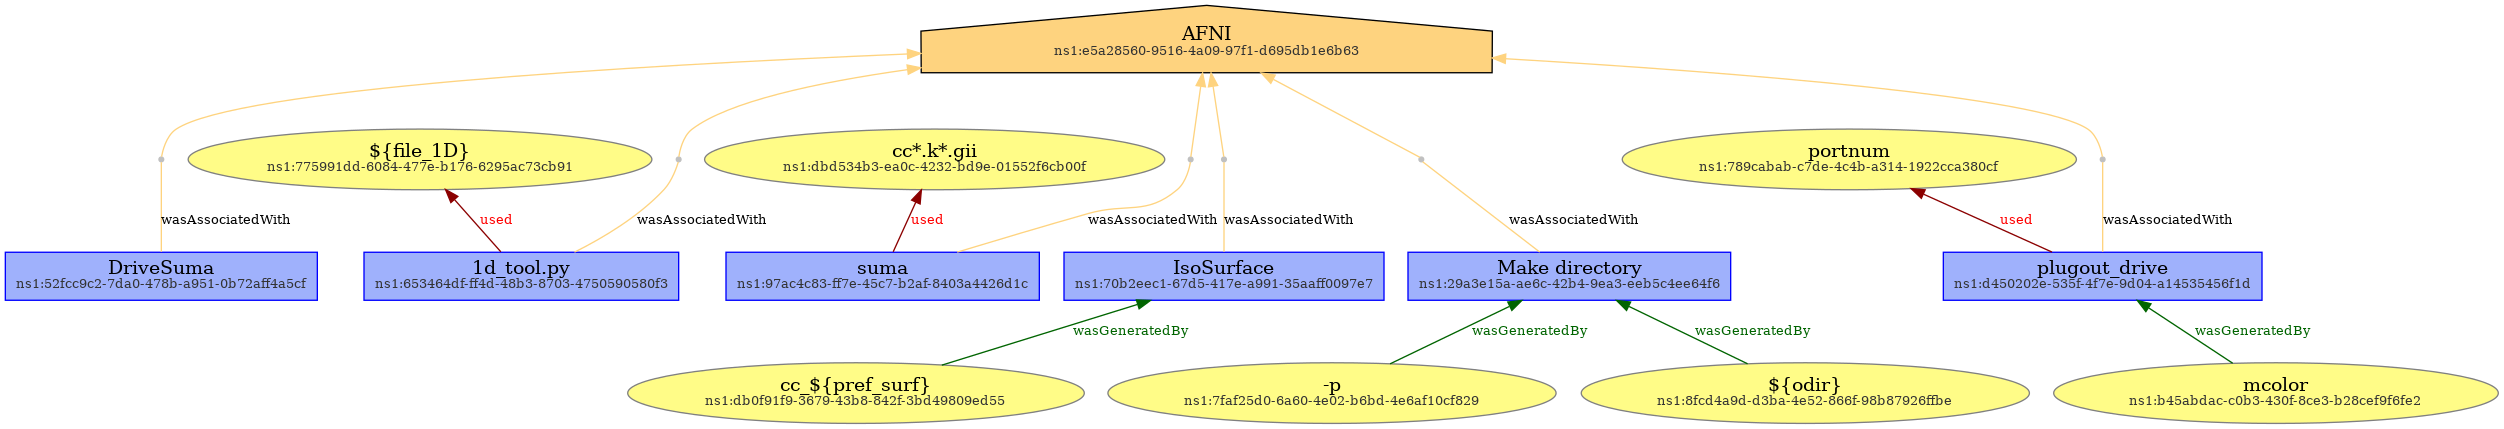 AFNI
ns1:e5a28560-9516-4a09-97f1-d695db1e6b63
${file_1D}
ns1:775991dd-6084-477e-b176-6295ac73cb91
cc*.k*.gii
ns1:dbd534b3-ea0c-4232-bd9e-01552f6cb00f
portnum
ns1:789cabab-c7de-4c4b-a314-1922cca380cf
wasAssociatedWith
used
wasAssociatedWith
used
wasAssociatedWith
wasAssociatedWith
wasAssociatedWith
used
wasAssociatedWith
DriveSuma
ns1:52fcc9c2-7da0-478b-a951-0b72aff4a5cf
1d_tool.py
ns1:653464df-ff4d-48b3-8703-4750590580f3
suma
ns1:97ac4c83-ff7e-45c7-b2af-8403a4426d1c
IsoSurface
ns1:70b2eec1-67d5-417e-a991-35aaff0097e7
Make directory
ns1:29a3e15a-ae6c-42b4-9ea3-eeb5c4ee64f6
plugout_drive
ns1:d450202e-535f-4f7e-9d04-a14535456f1d
wasGeneratedBy
wasGeneratedBy
wasGeneratedBy
wasGeneratedBy
cc_${pref_surf}
ns1:db0f91f9-3679-43b8-842f-3bd49809ed55
-p
ns1:7faf25d0-6a60-4e02-b6bd-4e6af10cf829
${odir}
ns1:8fcd4a9d-d3ba-4e52-866f-98b87926ffbe
mcolor
ns1:b45abdac-c0b3-430f-8ce3-b28cef9f6fe2